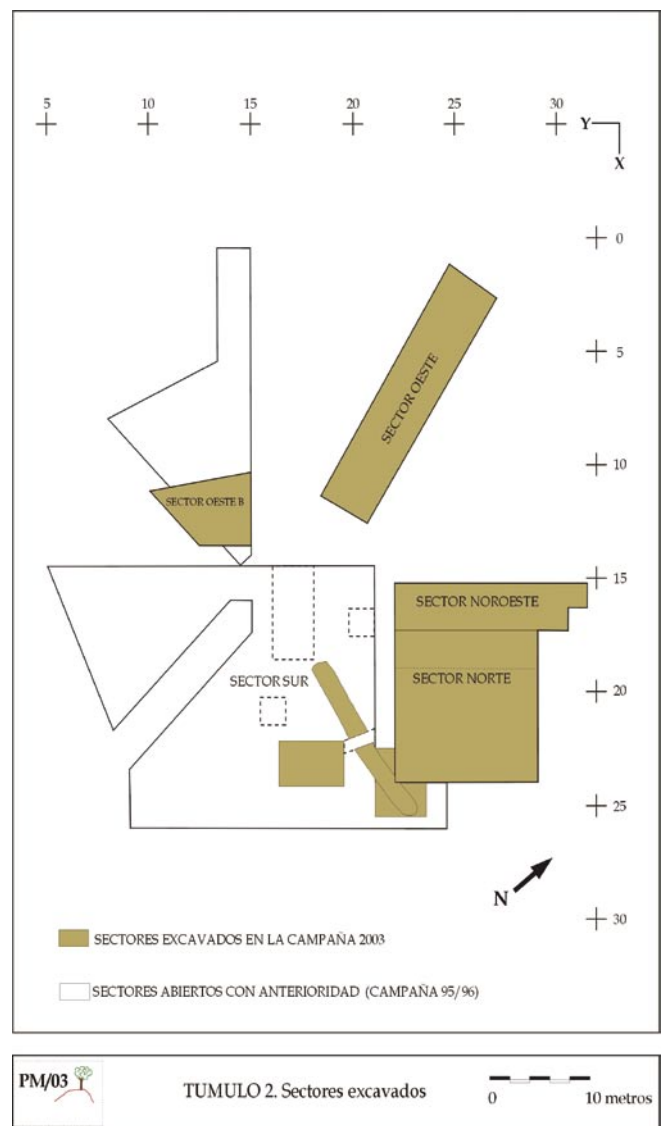 5 10 15 20 25 30
Y
X
0
5
SECTOR OESTE
10
SECTOR OESTE B
15
SECTOR NOROESTE
SECTOR SUR
SECTOR NORTE
20
25
N
30
SECTORES EXCAVADOS EN LA CAMPAÑA 2003
SECTORES ABIERTOS CON ANTERIORIDAD (CAMPAÑA 95/96)
PM/03
TUMULO 2. Sectores excavados
0 10 metros